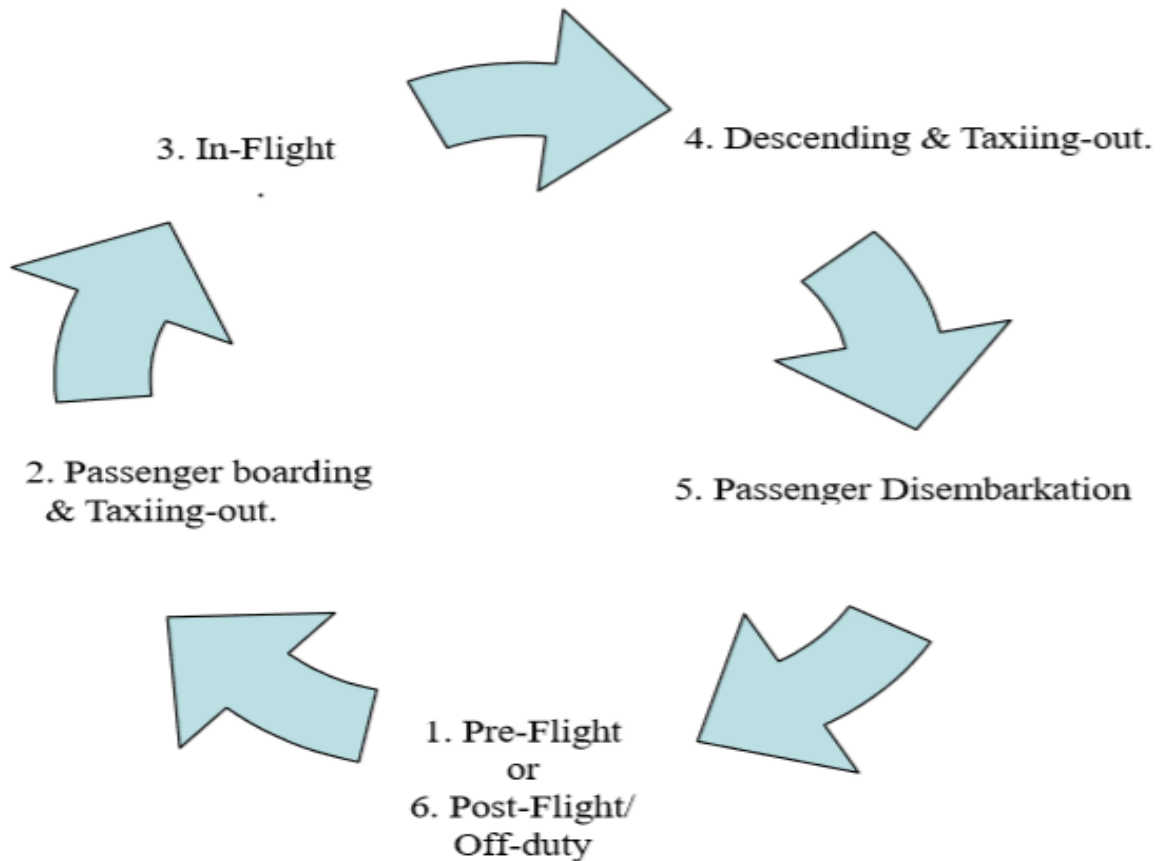 3. In-Flight
.
4. Descending & Taxiing-out.
2. Passenger boarding
& Taxiing-out.
5. Passenger Disembarkation
1. Pre-Flight
or
6. Post-Flight/
Off-duty